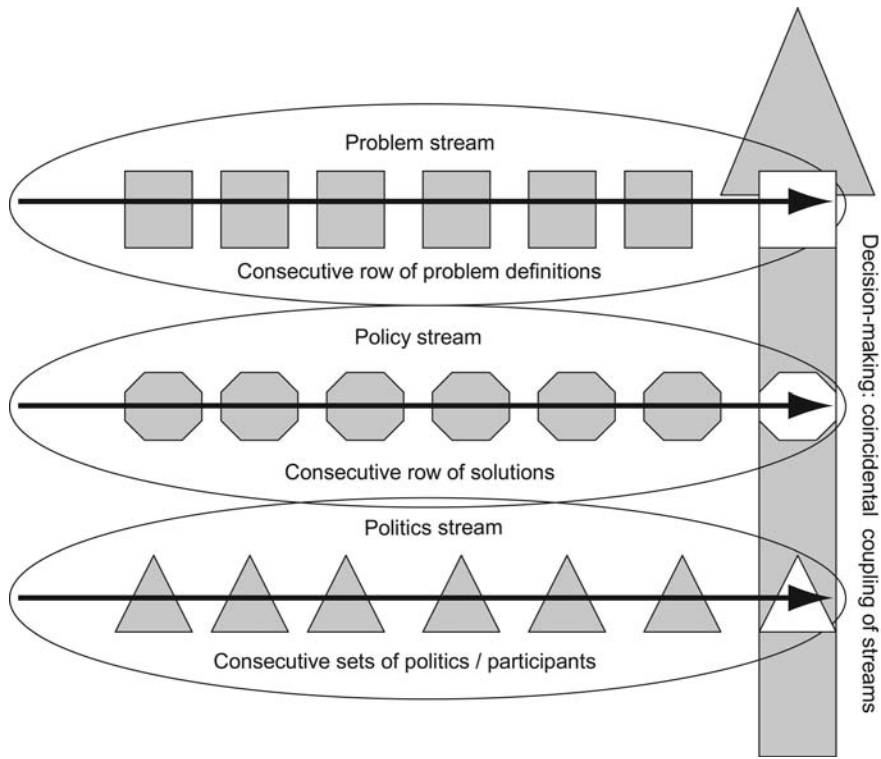 Problem stream
Consecutive row of problem definitions
Policy stream
Consecutive row of solutions
Politics stream
Consecutive sets of politics / participants
Decision-making: coincidental coupling of streams